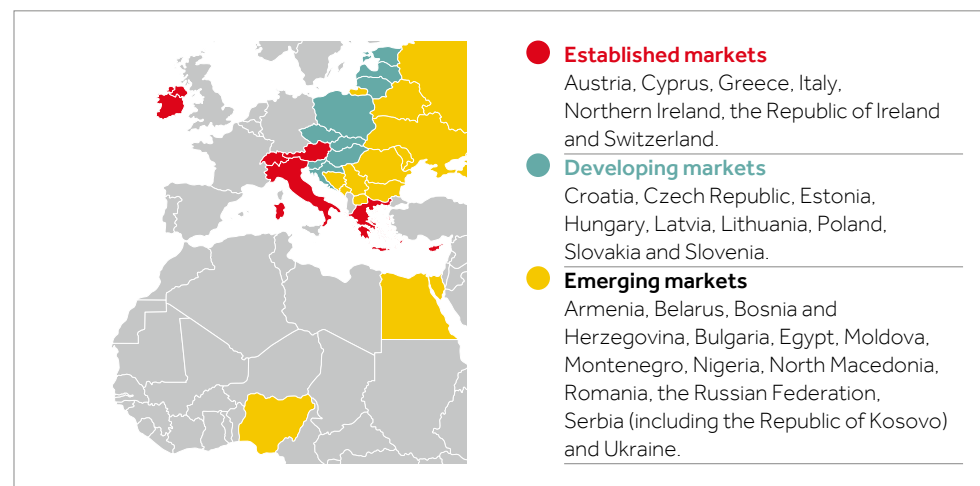 Established markets
Austria, Cyprus, Greece, Italy,
Northern Ireland, the Republic of Ireland
and Switzerland.
Developing markets
Croatia, Czech Republic, Estonia,
Hungary, Latvia, Lithuania, Poland,
Slovakia and Slovenia.
Emerging markets
Armenia, Belarus, Bosnia and
Herzegovina, Bulgaria, Egypt, Moldova,
Montenegro, Nigeria, North Macedonia,
Romania, the Russian Federation,
Serbia (including the Republic of Kosovo)
and Ukraine.